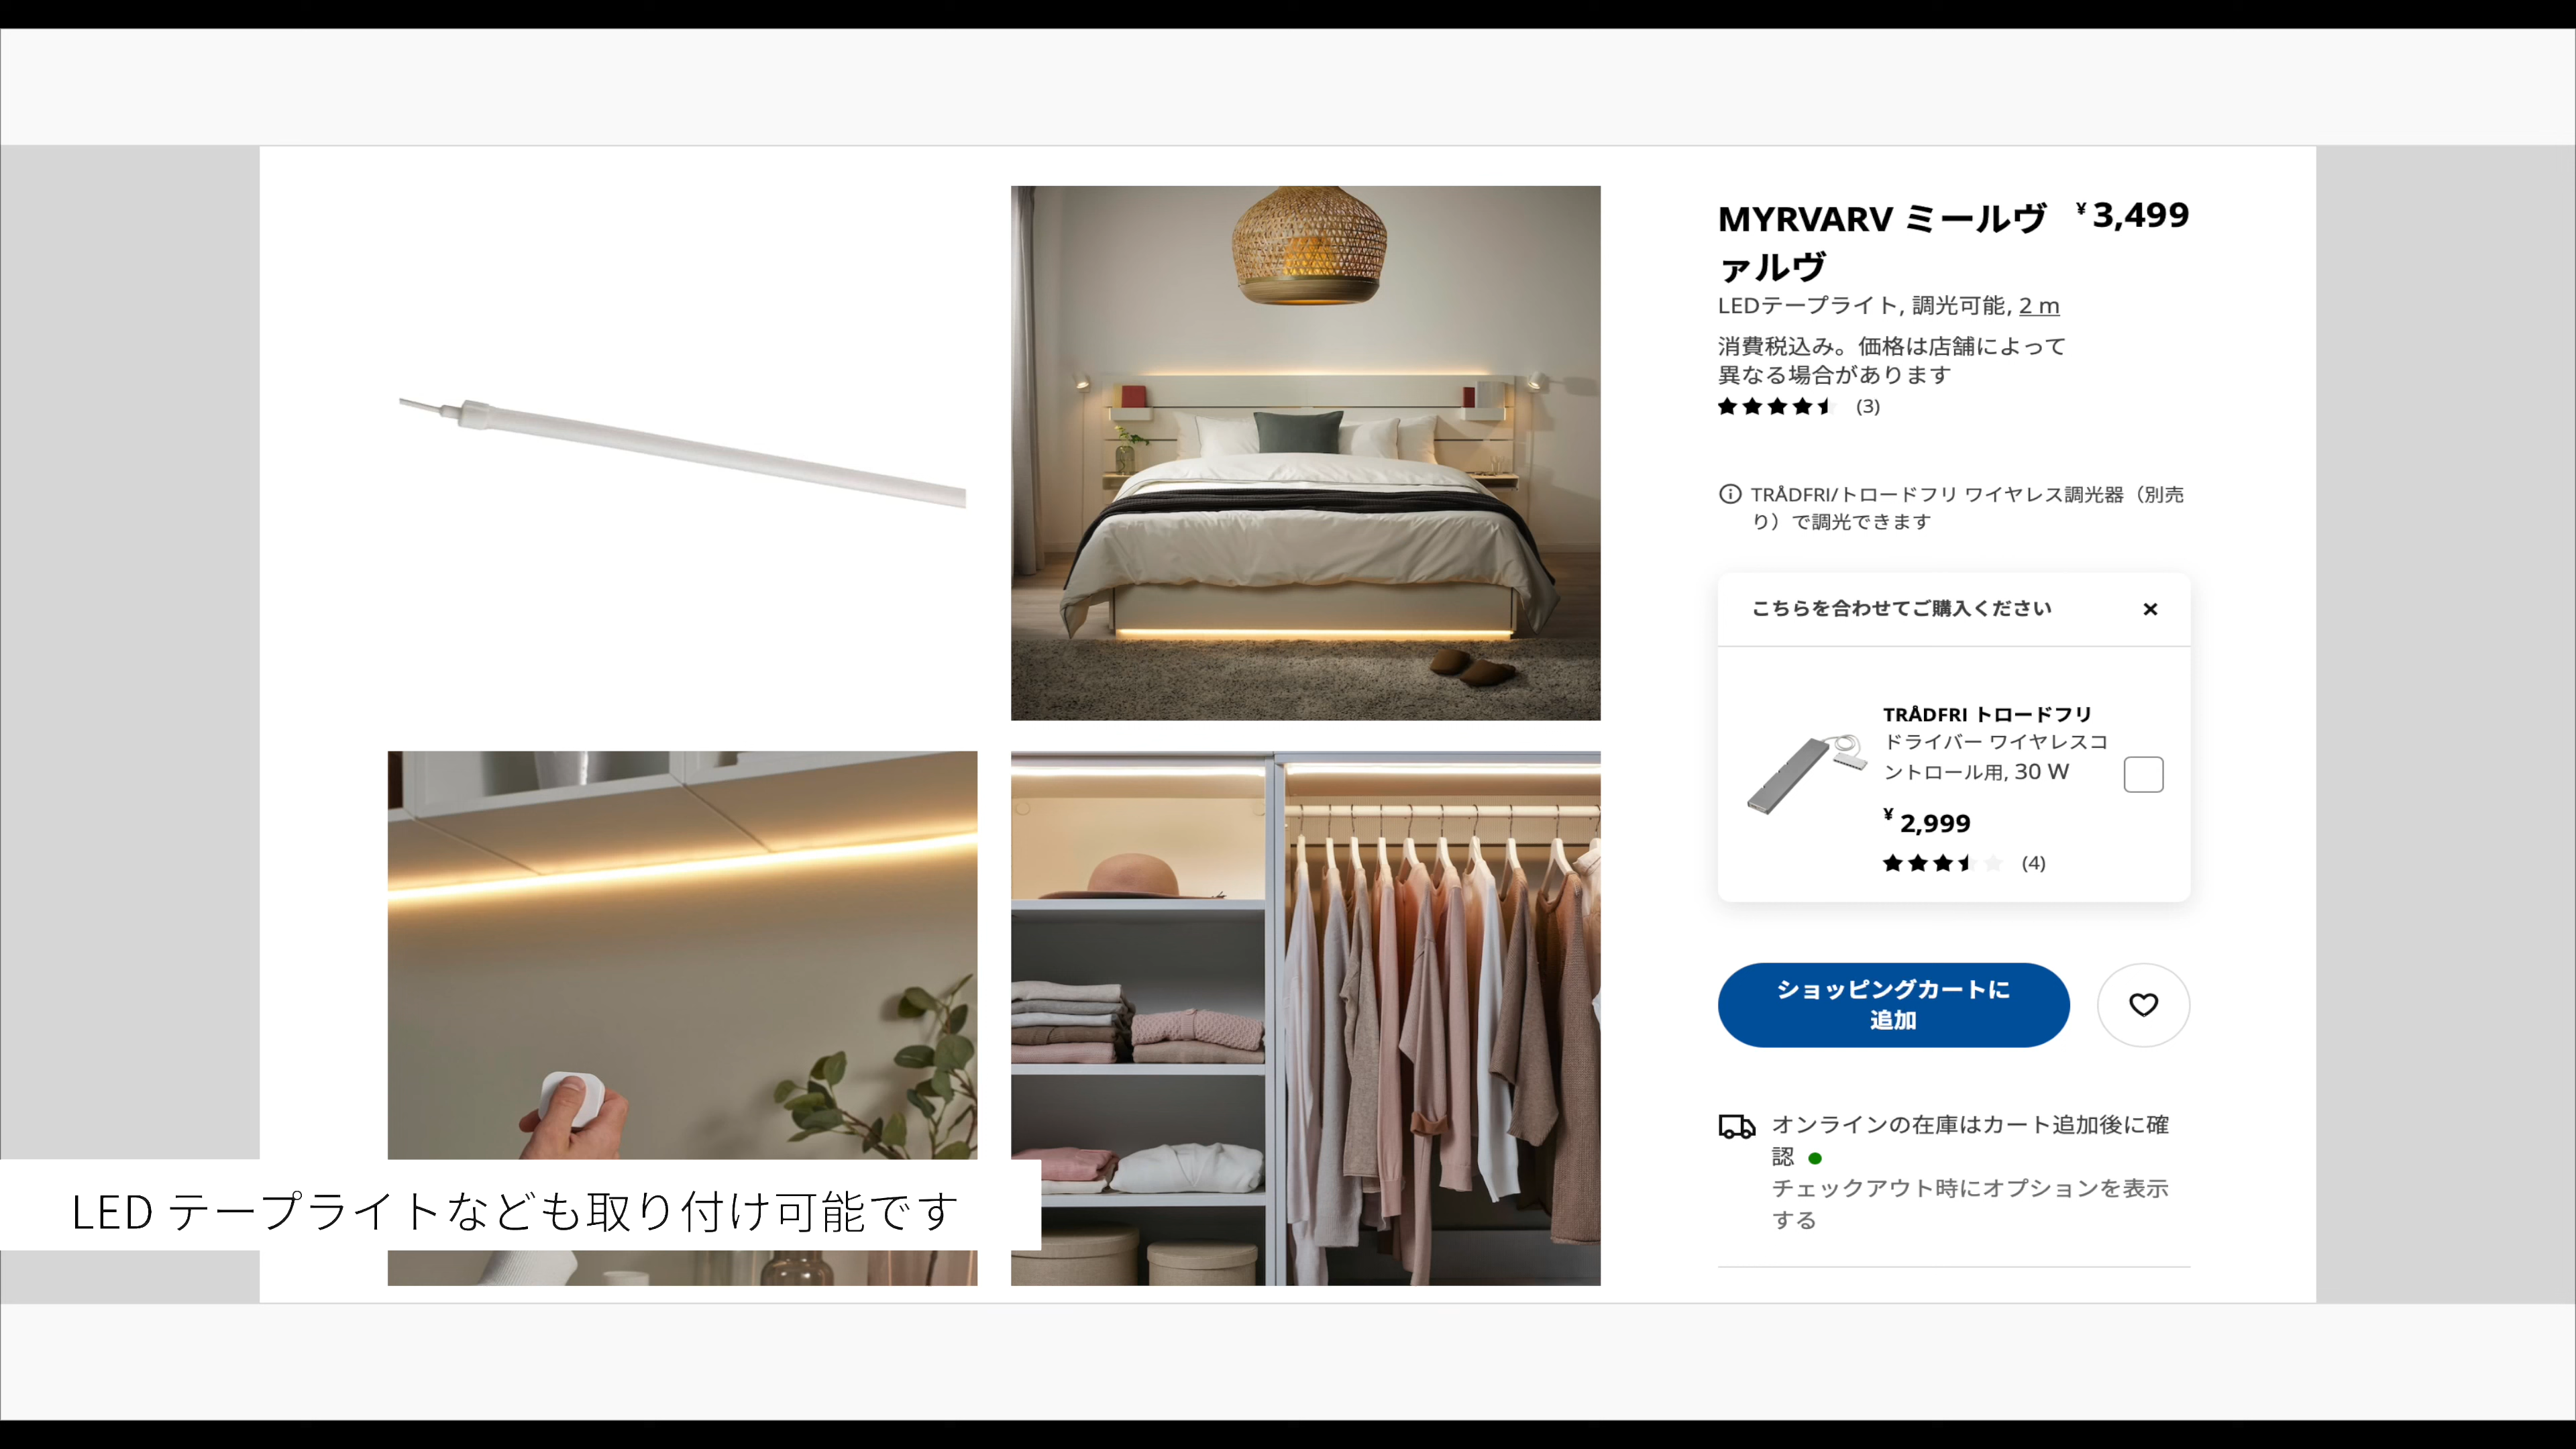 MYRVARV ミールヴ ¥3,499
ァルヴ
LEDテープライト, 調光可能, 2 m
消費税込み。価格は店舗によって
異なる場合があります
(3)
TRÅDFRI/トロードフリ ワイヤレス調光器（別売
り）で調光できます
こちらを合わせてご購入ください
TRÅDFRI トロードフリ
ドライバー ワイヤレスコ
ントロール用, 30 W
¥2,999
(4)
ショッピングカートに
追加
オンラインの在庫はカート追加後に確
認
チェックアウト時にオプションを表示
する
LED テープライトなども取り付け可能です